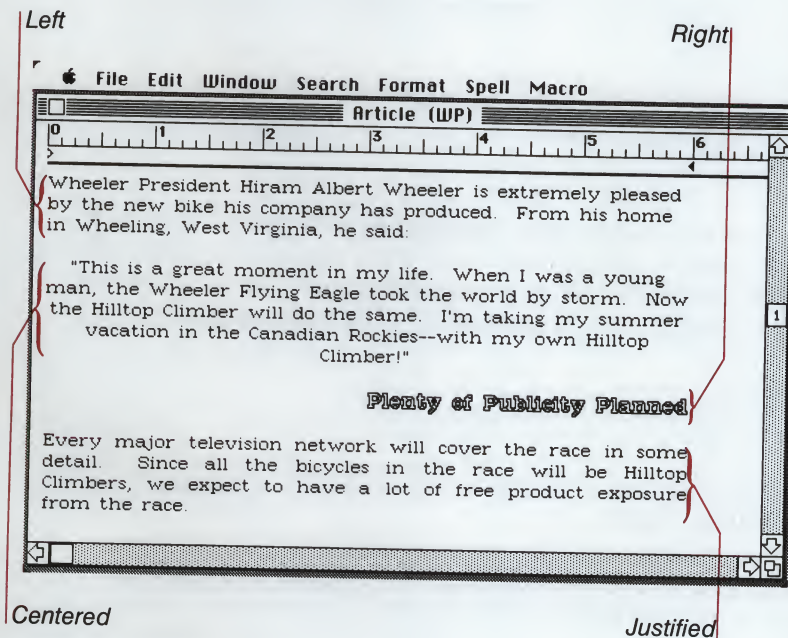 Left
Right
File Edit Window Search Format Spell Macro
Article (WP)
0 1 2 3 4 5 6
Wheeler President Hiram Albert Wheeler is extremely pleased
by the new bike his company has produced. From his home
in Wheeling, West Virginia, he said:
"This is a great moment in my life. When I was a young
man, the Wheeler Flying Eagle took the world by storm. Now
the Hilltop Climber will do the same. I'm taking my summer
vacation in the Canadian Rockies--with my own Hilltop
Climber!"
1
Plenty of Publicity Planned
Every major television network will cover the race in some
detail. Since all the bicycles in the race will be Hilltop
Climbers, we expect to have a lot of free product exposure
from the race.
Centered
Justified